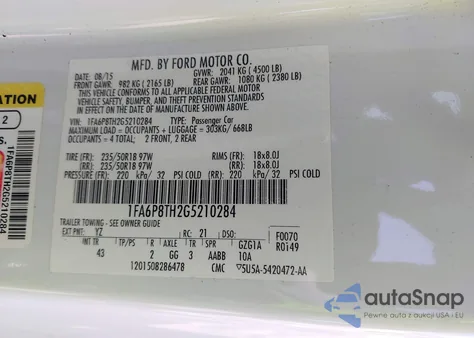 MFD. BY FORD MOTOR CO.
DATE: 08/15 GVWR: 2041 KG ( 4500 LB)
FRONT GAWR: 982 KG ( 2165 LB) REAR GAWR: 1080 KG ( 2380 LB)
THIS VEHICLE CONFORMS TO ALL APPLICABLE FEDERAL MOTOR VEHICLE
SAFETY, BUMPER, AND THEFT PREVENTION STANDARDS
IN EFFECT ON THE DATE OF MANUFACTURE SHOWN ABOVE.
VIN: 1FA6P8TH2G5210284 TYPE: Passenger Car
MAXIMUM LOAD = OCCUPANTS + LUGGAGE = 303KG/ 668LB
OCCUPANTS = 4 TOTAL; 2 FRONT, 2 REAR
TIRE (FR): 235/50R18 97W (FR) 18x8.0J
(RR): 235/50R18 97W (RR) 18x8.0J
PRESSURE (FR) 220 kPa/ 32 PSI COLD (RR) 220 kPa/ 32 PSI COLD
1FA6P8TH2G5210284
TRAILER TOWING - SEE OWNER GUIDE
EXT PNT: YZ RC: 21 DSO: F0070
R0149
INT TR TP/PS R AXLE TR SPR GZG1A
43 2 GG 3 AABB 10A
1201508286478 CMC ▽5U5A-5420472-AA
ATION
2
1FA6P8TH2G5210284
autoSnap
Pewne auto z USA i EU